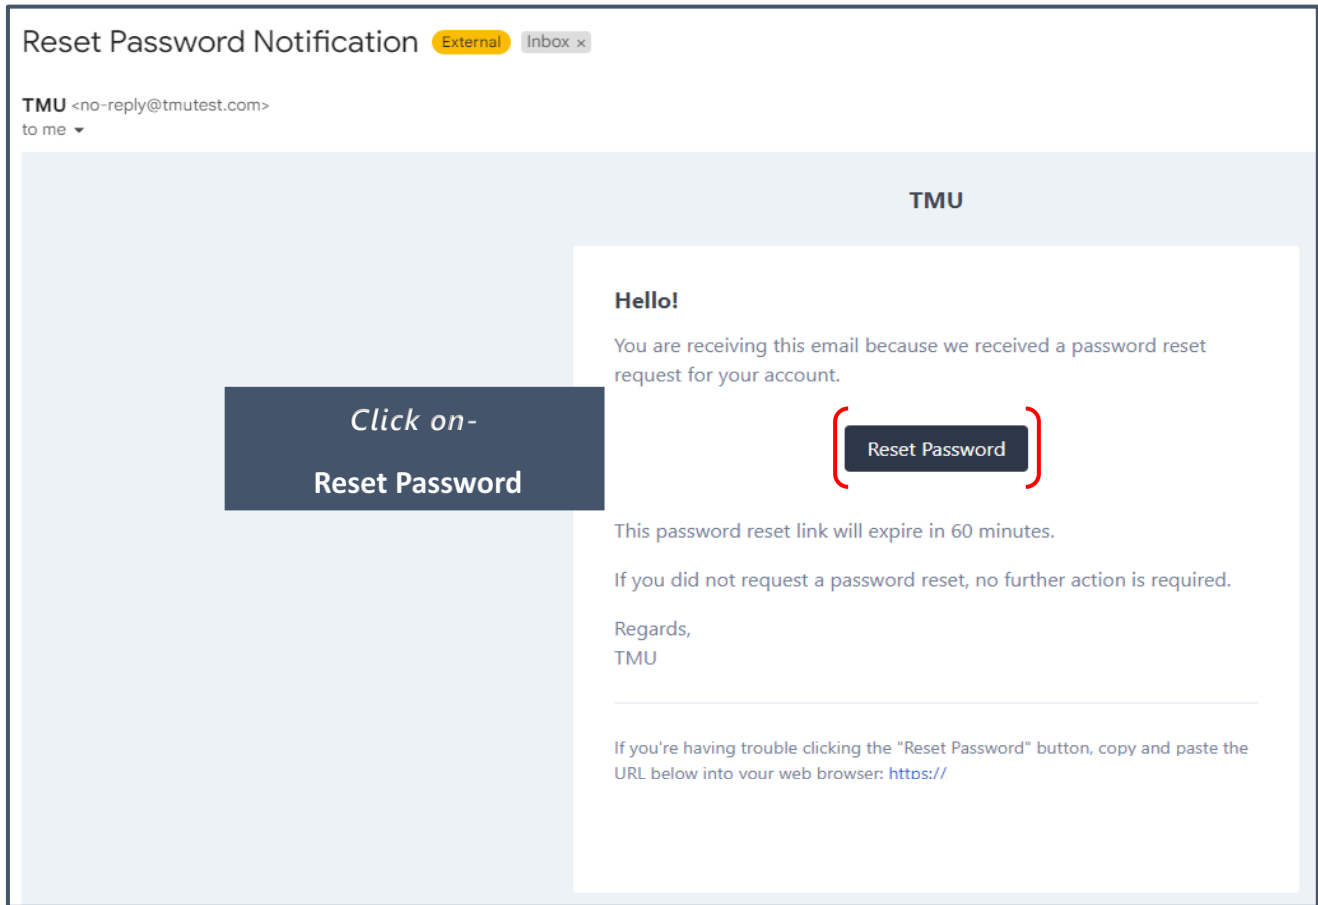 Reset Password Notification External Inbox ×
TMU <no-reply@tmutest.com>
to me
TMU
Hello!
You are receiving this email because we received a password reset
request for your account.
Click on-
Reset Password
Reset Password
This password reset link will expire in 60 minutes.
If you did not request a password reset, no further action is required.
Regards,
TMU
If you're having trouble clicking the "Reset Password" button, copy and paste the
URL below into your web browser: https://